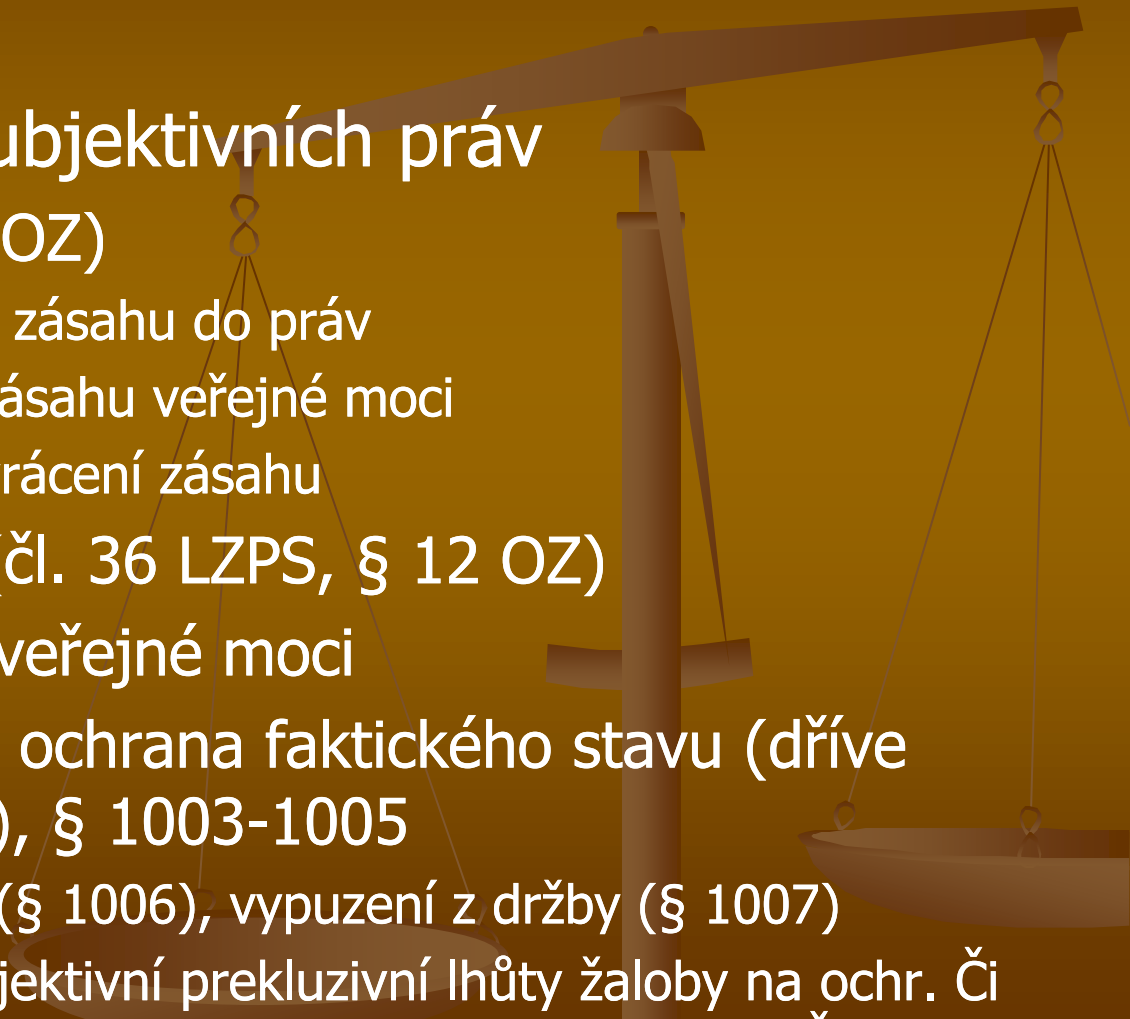 ubjektivních práv
OZ)
zásahu do práv
ásahu veřejné moci
rácení zásahu
čl. 36 LZPS, § 12 OZ)
veřejné moci
ochrana faktického stavu (dříve
), § 1003-1005
(§ 1006), vypuzení z držby (§ 1007)
jektivní prekluzivní lhůty žaloby na ochr. Či